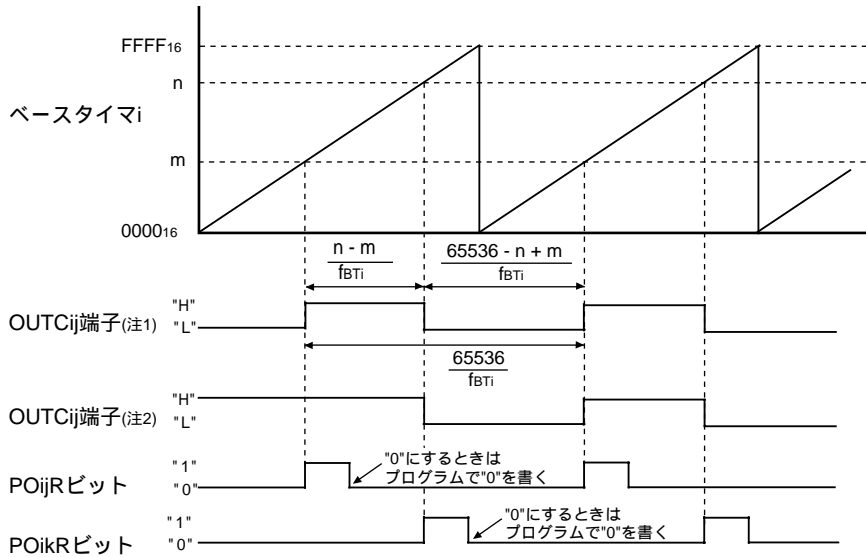 FFFF16
n
ベースタイマi
m
000016
n - m
fBTi
65536 - n + m
fBTi
OUTCij端子(注1)
"H"
"L"
65536
fBTi
OUTCij端子(注2)
"H"
"L"
POijRビット
"1"
"0"
"0"にするときは
プログラムで"0"を書く
POikRビット
"1"
"0"
"0"にするときは
プログラムで"0"を書く